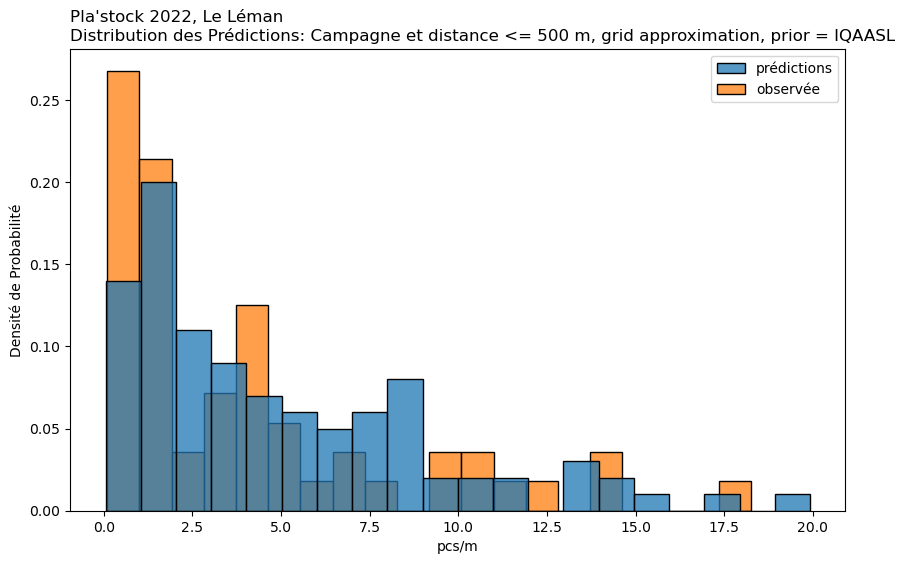 Pla'stock 2022, Le Léman
Distribution des Prédictions: Campagne et distance <= 500 m, grid approximation, prior = IQAASL
prédictions
observée
Densité de Probabilité
0.25
0.20
0.15
0.10
0.05
0.00
0.0 2.5 5.0 7.5 10.0 12.5 15.0 17.5 20.0
pcs/m